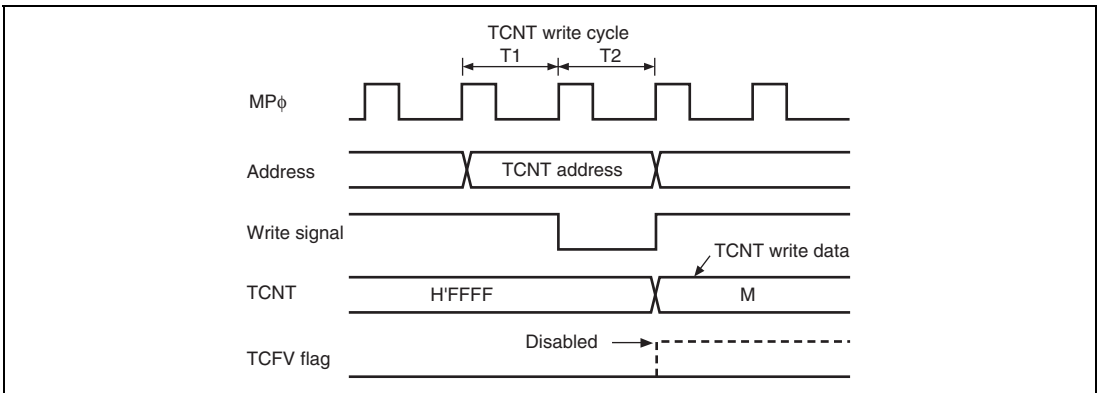 TCNT write cycle
T1 T2
MPϕ
Address TCNT address
Write signal
TCNT write data
TCNT H'FFFF M
Disabled
TCFV flag